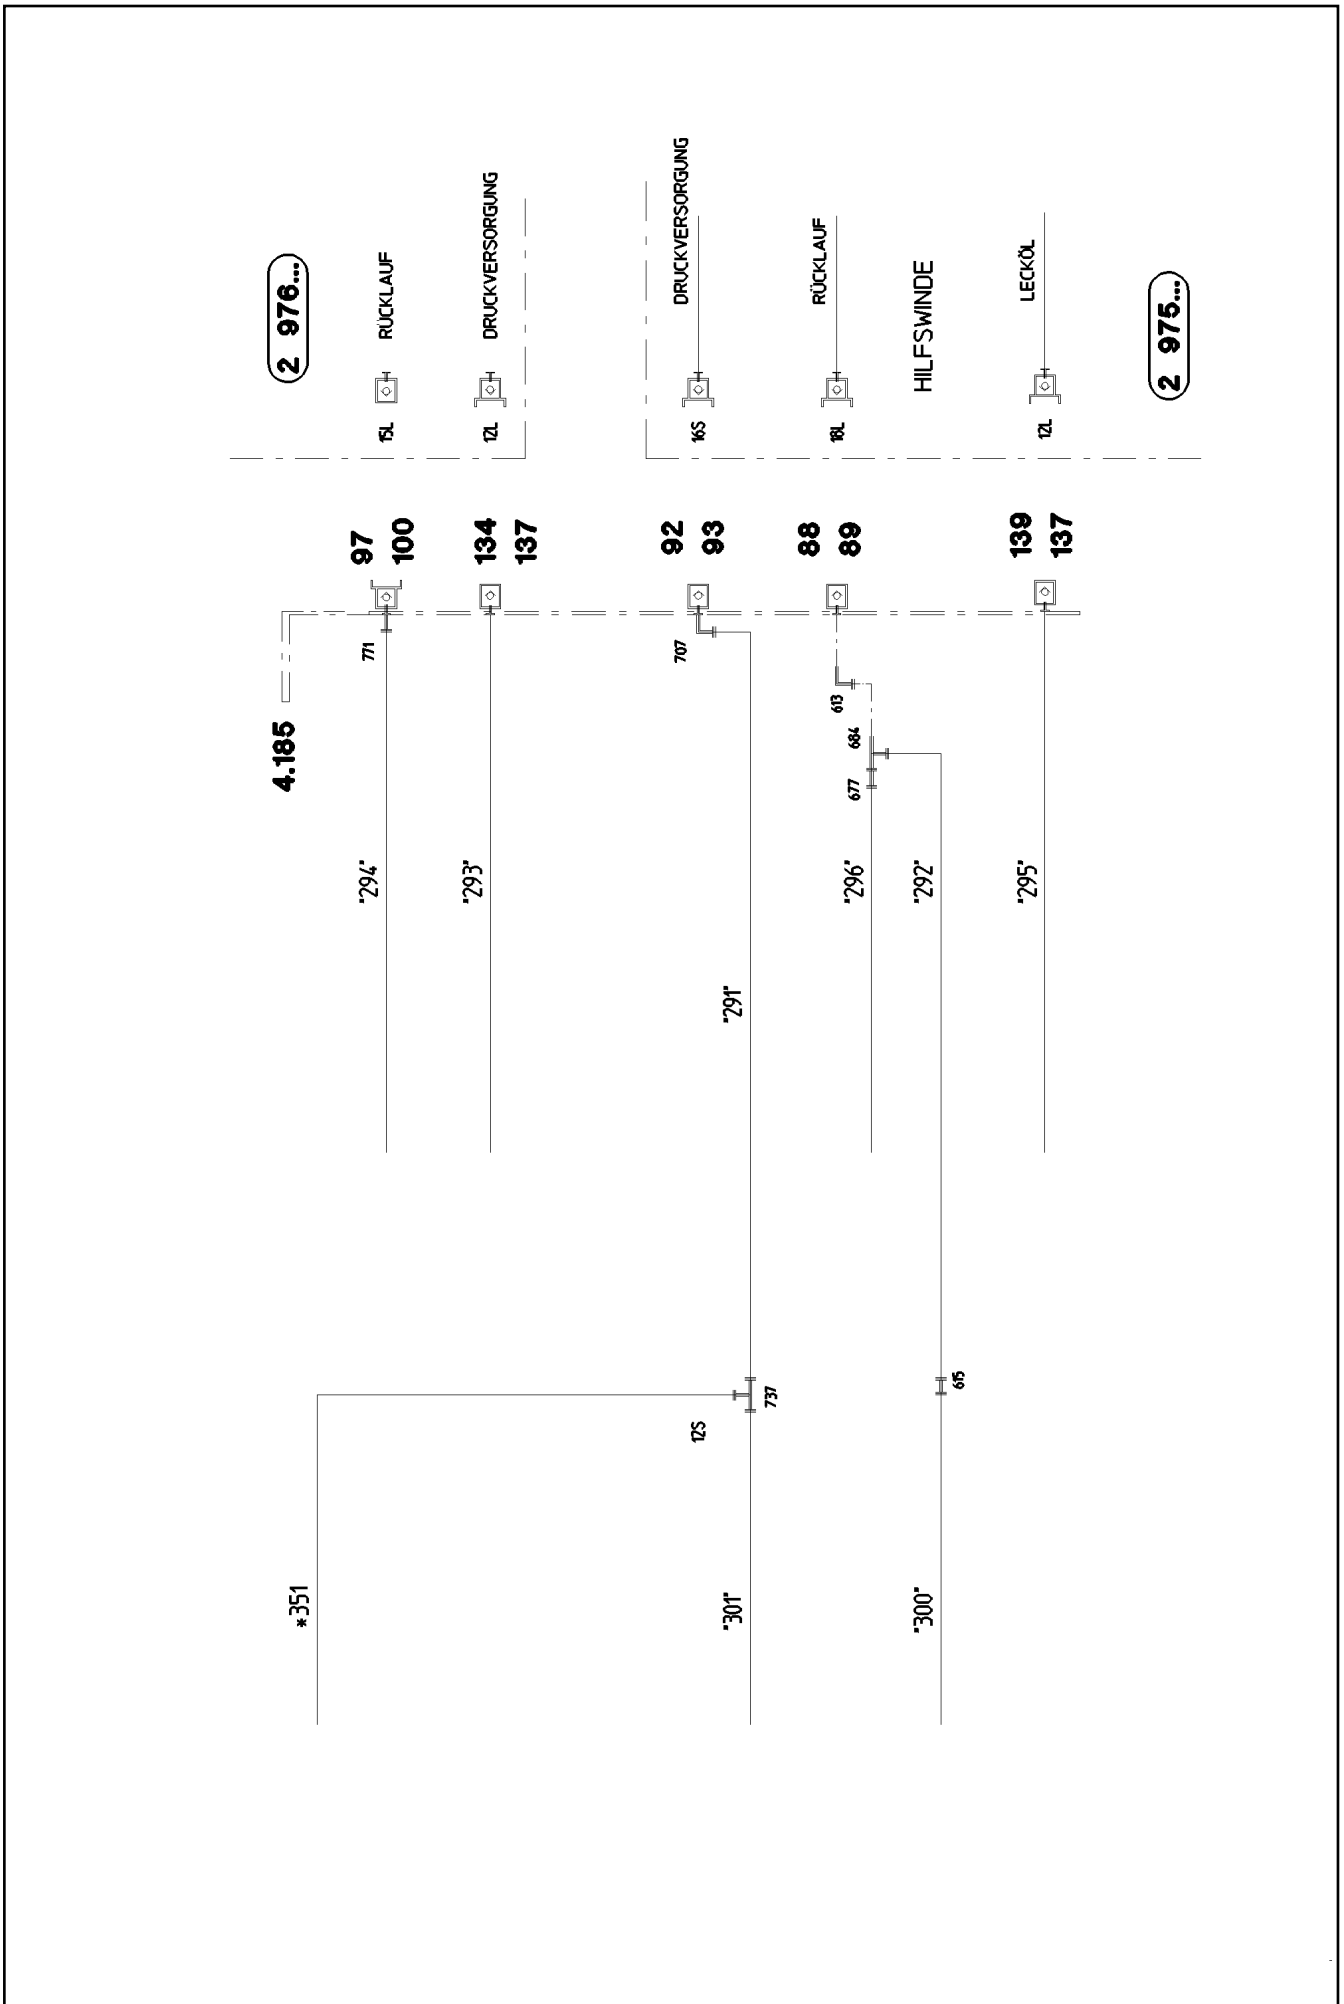 2 976...
RÜCKLAUF
15L
DRUCKVERSORGUNG
12L
DRUCKVERSORGUNG
16S
RÜCKLAUF
18L
HILFSWINDE
LECKÖL
12L
2 975...
97
100
134
137
92
93
88
89
139
137
4.185
771
707
613
684
677
"294"
"293"
"291"
"296"
"292"
"295"
12S
737
615
*351
"301"
"300"